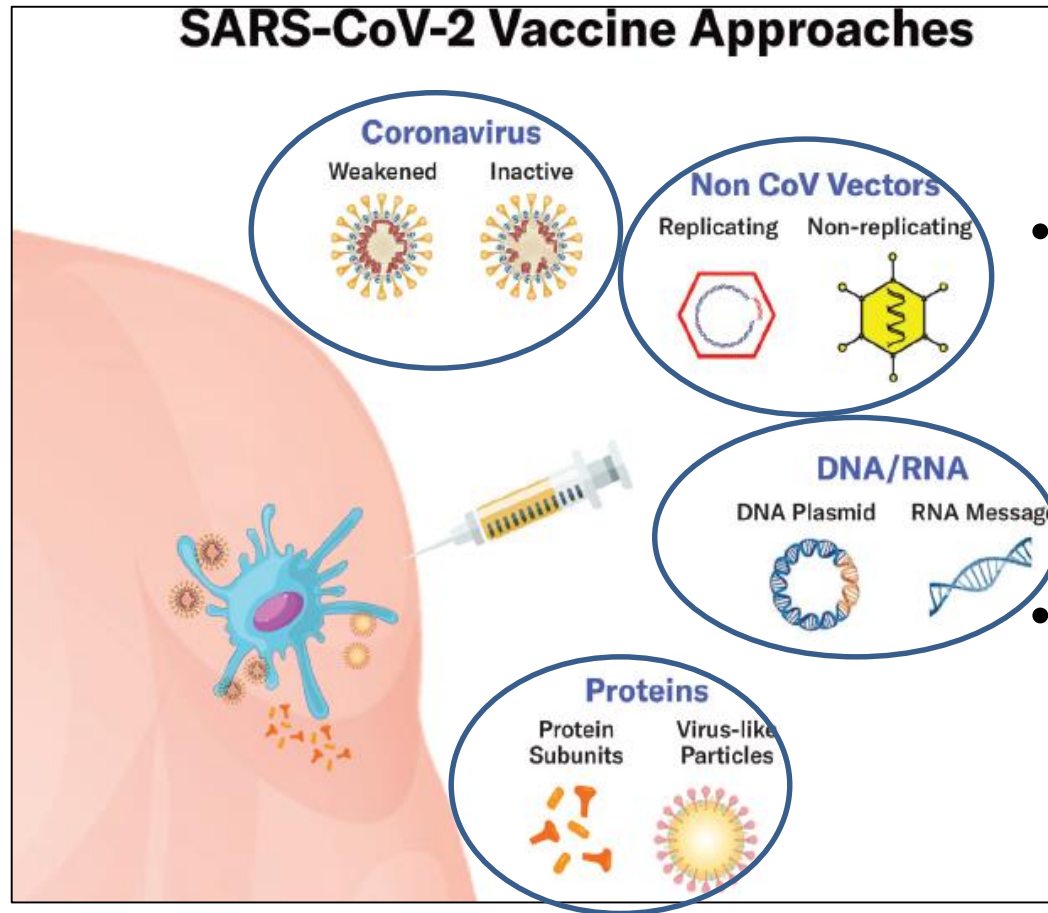 SARS-CoV-2 Vaccine Approaches
Coronavirus
Weakened Inactive
Non CoV Vectors
Replicating Non-replicating
•
DNA/RNA
DNA Plasmid RNA Message
•
Proteins
Protein Virus-like
Subunits Particles